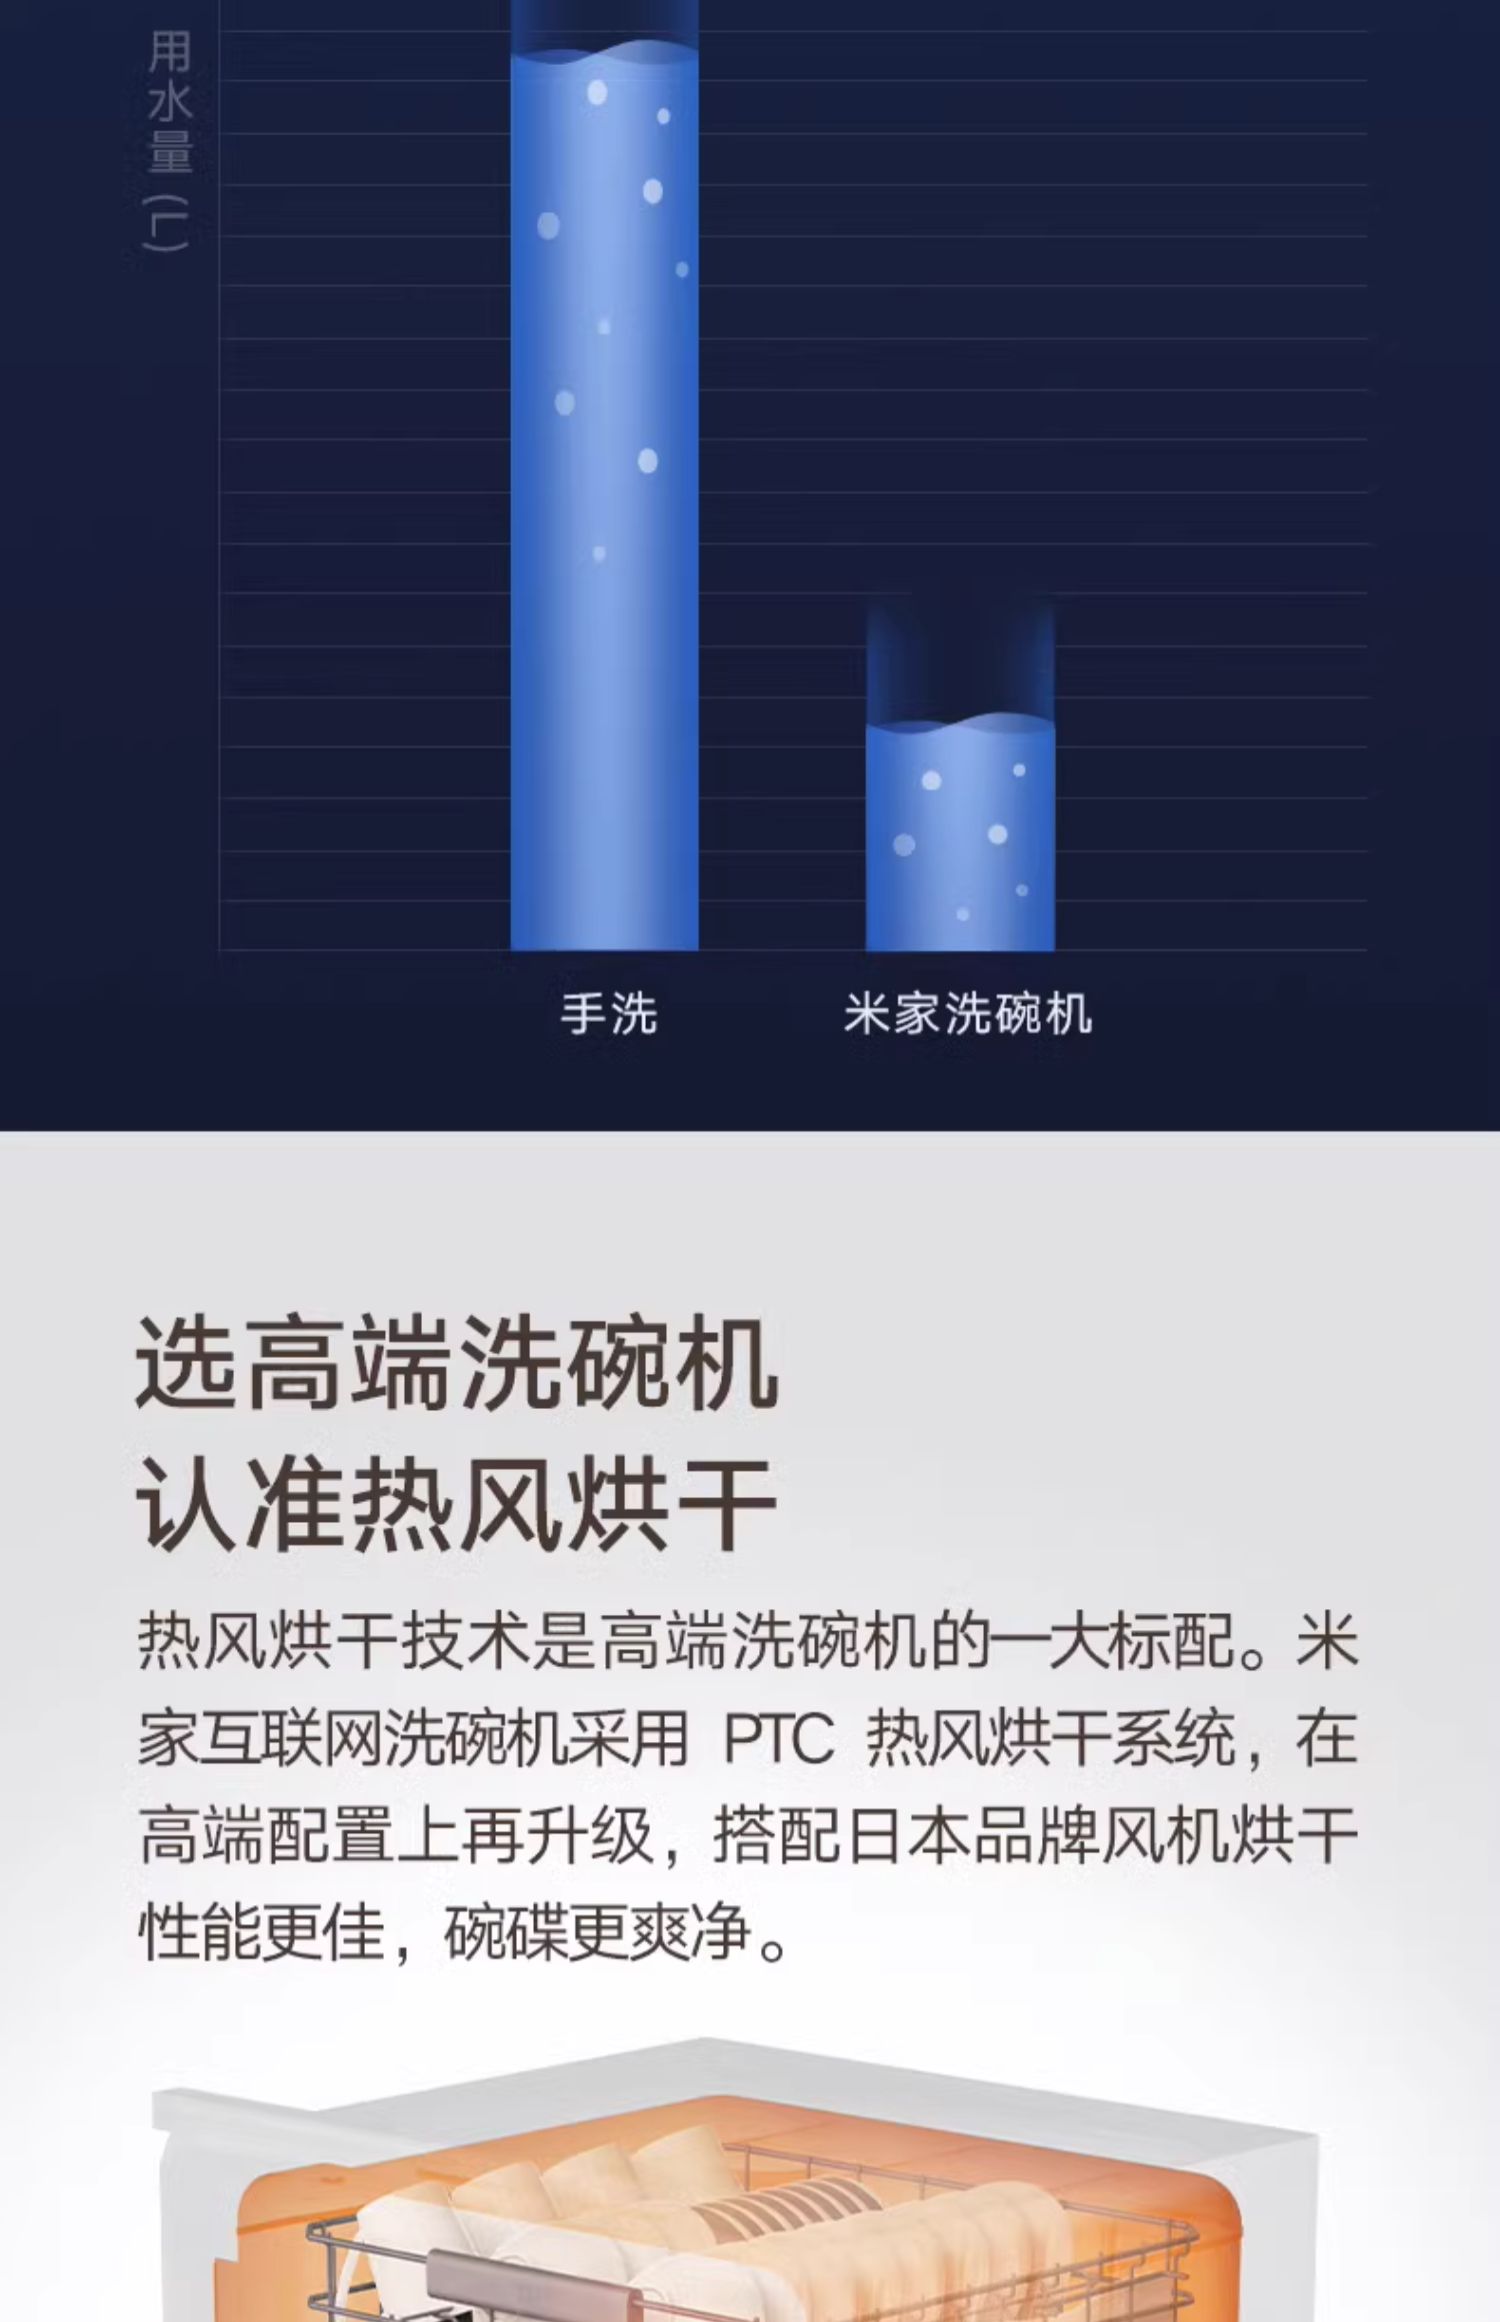 用水量(L)
手洗
米家洗碗机
选高端洗碗机
认准热风烘干
热风烘干技术是高端洗碗机的一大标配。米
家互联网洗碗机采用 PTC 热风烘干系统，在
高端配置上再升级，搭配日本品牌风机烘干
性能更佳，碗碟更爽净。